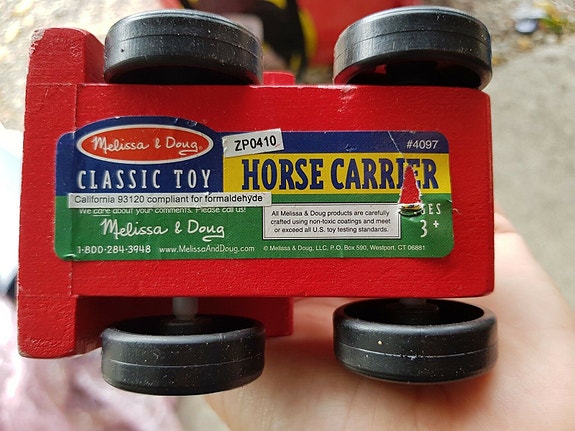 Melissa & Doug®
ZP0410
#4097
CLASSIC TOY
HORSE CARRIER
California 93120 compliant for formaldehyde
We care about your comments. Please call us!
Melissa & Doug
1-800-284-3948 www.MelissaAndDoug.com
All Melissa & Doug products are carefully
crafted using non-toxic coatings and meet
or exceed all U.S. toy testing standards.
3+
© Melissa & Doug, LLC, P.O. Box 590, Westport, CT 06881